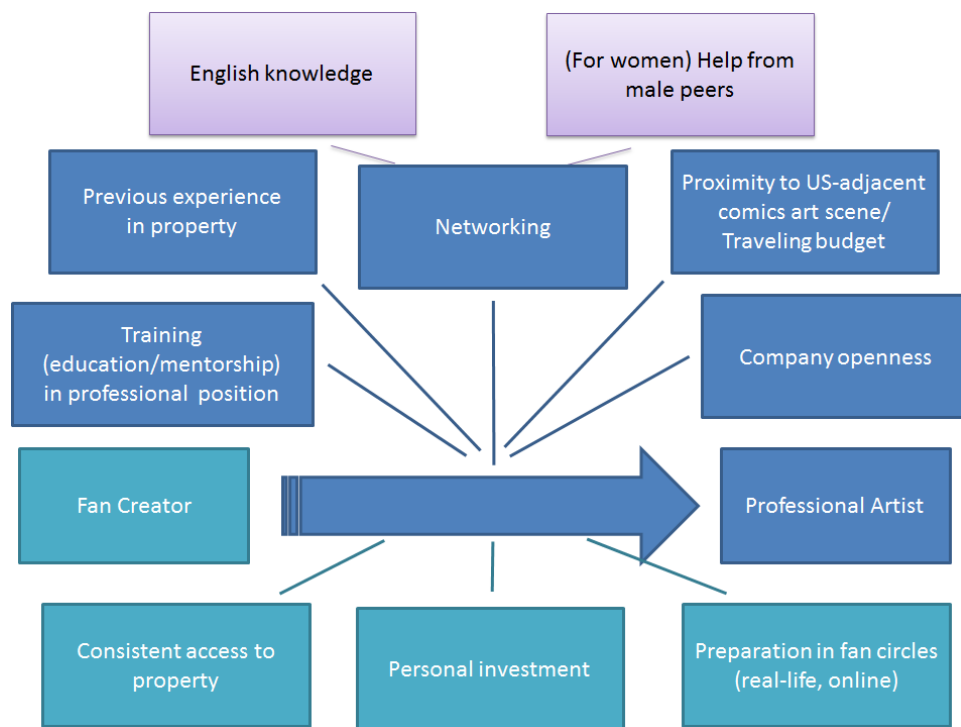 English knowledge
(For women) Help from
male peers
Previous experience
in property
Networking
Proximity to US-adjacent
comics art scene/
Traveling budget
Training
(education/mentorship)
in professional position
Company openness
Fan Creator
Professional Artist
Consistent access to
property
Personal investment
Preparation in fan circles
(real-life, online)